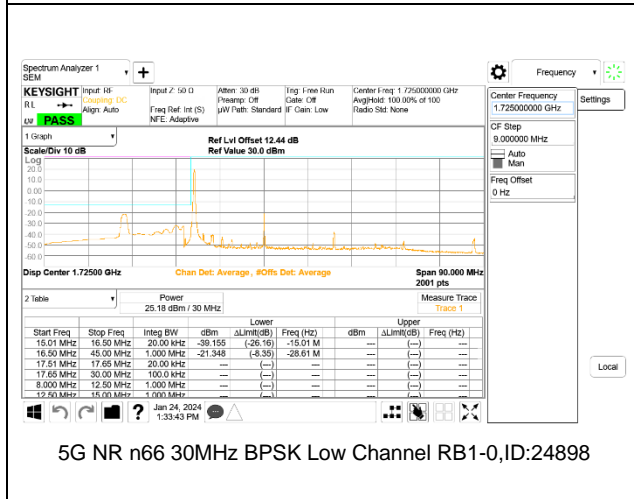 Spectrum Analyzer 1
SEM
+
Frequency
KEYSIGHT
RL
PASS
Input: RF
Coupling: DC
Align: Auto
Input Z: 50 Ω
Freq Ref: Int (S)
NFE: Adaptive
Atten: 30 dB
Preamp: Off
µW Path: Standard
Trig: Free Run
Gate: Off
IF Gain: Low
Center Freq: 1.725000000 GHz
Avg|Hold: 100.00% of 100
Radio Std: None
Center Frequency
1.725000000 GHz
Settings
CF Step
9.000000 MHz
Auto
Man
Freq Offset
0 Hz
Local
1 Graph
Scale/Div 10 dB
Ref Lvl Offset 12.44 dB
Ref Value 30.0 dBm
Log
20.0
10.0
0.00
-10.0
-20.0
-30.0
-40.0
-50.0
-60.0
Disp Center 1.72500 GHz
Chan Det: Average, #Offs Det: Average
Span 90.000 MHz
2001 pts
2 Table
Power
25.18 dBm / 30 MHz
Measure Trace
Trace 1
Lower Upper
Start Freq Stop Freq Integ BW dBm ΔLimit(dB) Freq (Hz) dBm ΔLimit(dB) Freq (Hz)
15.01 MHz 16.50 MHz 20.00 kHz -39.155 (-26.16) -15.01 M --- (---) ---
16.50 MHz 45.00 MHz 1.000 MHz -21.348 (-8.35) -28.61 M --- (---) ---
17.51 MHz 17.65 MHz 20.00 kHz --- (---) --- --- (---) ---
17.65 MHz 30.00 MHz 100.0 kHz --- (---) --- --- (---) ---
8.000 MHz 12.50 MHz 1.000 MHz --- (---) --- --- (---) ---
12.50 MHz 15.00 MHz 1.000 MHz --- (---) --- --- (---) ---
?
Jan 24, 2024
1:33:43 PM
5G NR n66 30MHz BPSK Low Channel RB1-0,ID:24898